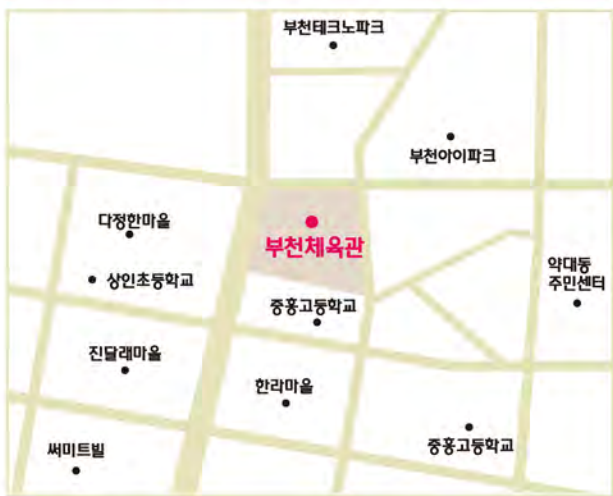 부천테크노파크
부천아이파크
다정한마을
부천체육관
약대동
주민센터
상인초등학교
중흥고등학교
진달래마을
한라마을
중흥고등학교
써미트빌